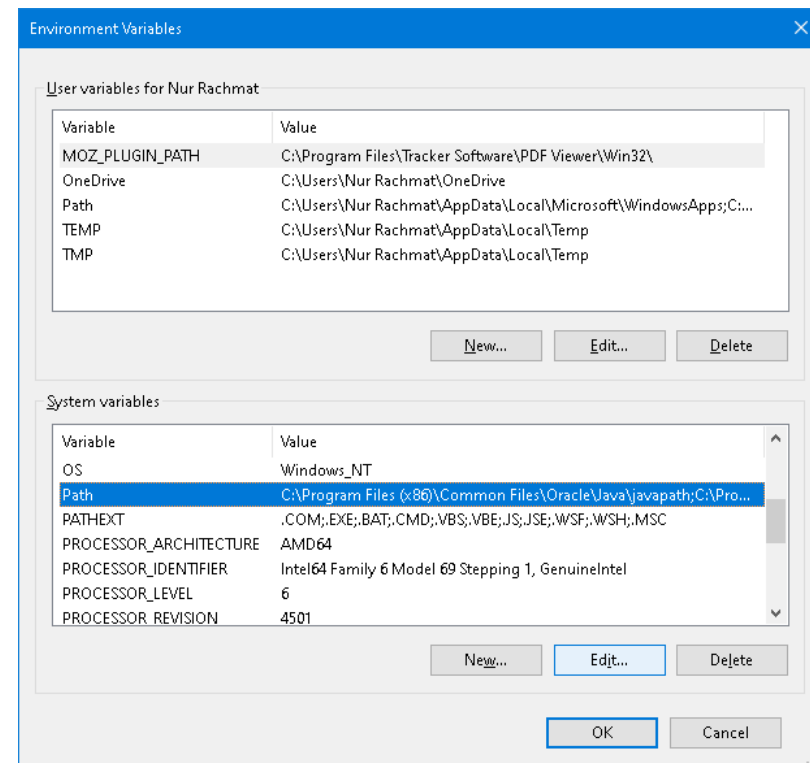 Environment Variables
User variables for Nur Rachmat
Variable Value
MOZ_PLUGIN_PATH C:\Program Files\Tracker Software\PDF Viewer\Win32\
OneDrive C:\Users\Nur Rachmat\OneDrive
Path C:\Users\Nur Rachmat\AppData\Local\Microsoft\WindowsApps;C:...
TEMP C:\Users\Nur Rachmat\AppData\Local\Temp
TMP C:\Users\Nur Rachmat\AppData\Local\Temp
New... Edit... Delete
System variables
Variable Value
OS Windows_NT
Path C:\Program Files (x86)\Common Files\Oracle\Java\javapath;C:\Pro...
PATHEXT .COM;.EXE;.BAT;.CMD;.VBS;.VBE;.JS;.JSE;.WSF;.WSH;.MSC
PROCESSOR_ARCHITECTURE AMD64
PROCESSOR_IDENTIFIER Intel64 Family 6 Model 69 Stepping 1, GenuineIntel
PROCESSOR_LEVEL 6
PROCESSOR_REVISION 4501
New... Edit... Delete
OK Cancel